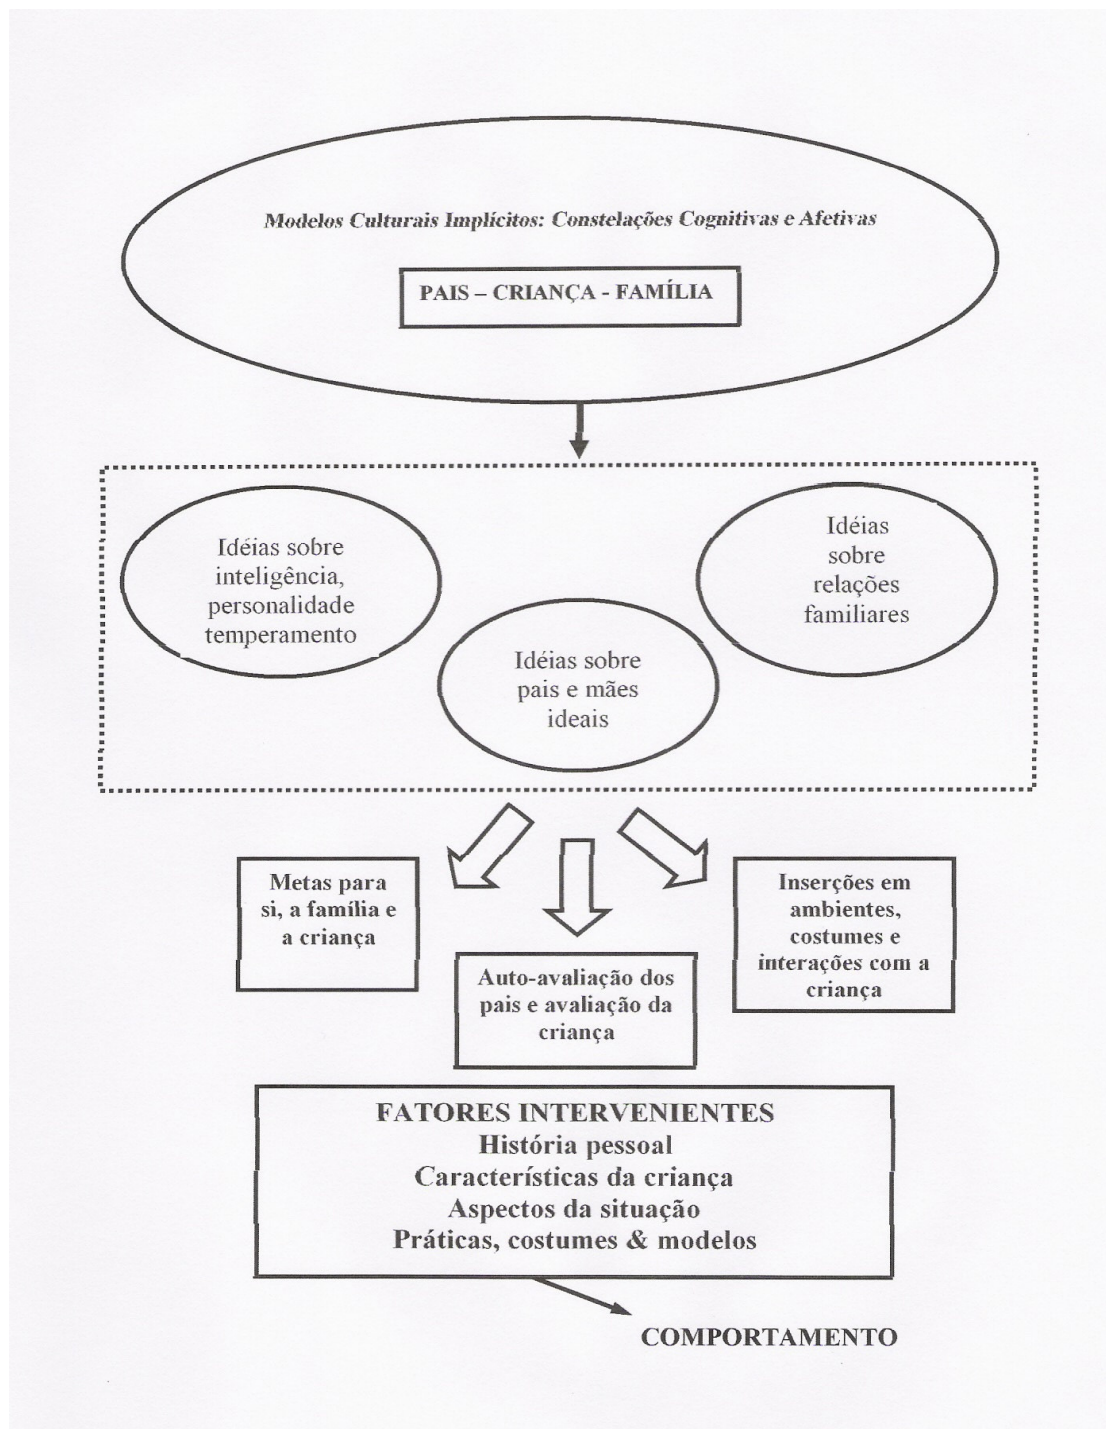 Modelos Culturais Implícitos: Constelações Cognitivas e Afetivas
PAIS – CRIANÇA - FAMÍLIA
Idéias sobre
inteligência,
personalidade
temperamento
Idéias sobre
pais e mães
ideais
Idéias
sobre
relações
familiares
Metas para
si, a família e
a criança
Auto-avaliação dos
pais e avaliação da
criança
Inserções em
ambientes,
costumes e
interações com a
criança
FATORES INTERVENIENTES
História pessoal
Características da criança
Aspectos da situação
Práticas, costumes & modelos
COMPORTAMENTO